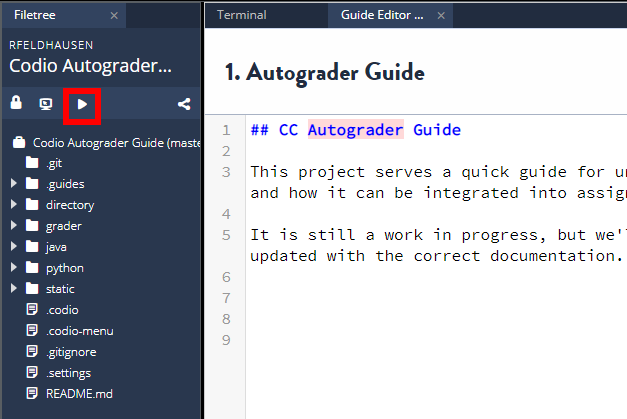 Filetree
Terminal
Guide Editor ...
RFELDHAUSEN
Codio Autograder...
Codio Autograder Guide (maste
.git
.guides
directory
grader
java
python
static
.codio
.codio-menu
.gitignore
.settings
README.md
1. Autograder Guide
1 ## CC Autograder Guide
2
3 This project serves a quick guide for un
and how it can be integrated into assign
4
5 It is still a work in progress, but we'l
updated with the correct documentation.
6
7
8
9